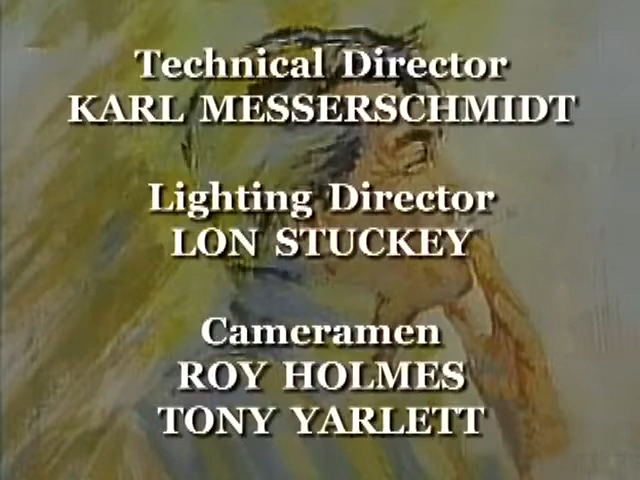 Technical Director
KARL MESSERSCHMIDT
Lighting Director
LON STUCKEY
Cameramen
ROY HOLMES
TONY YARLETT